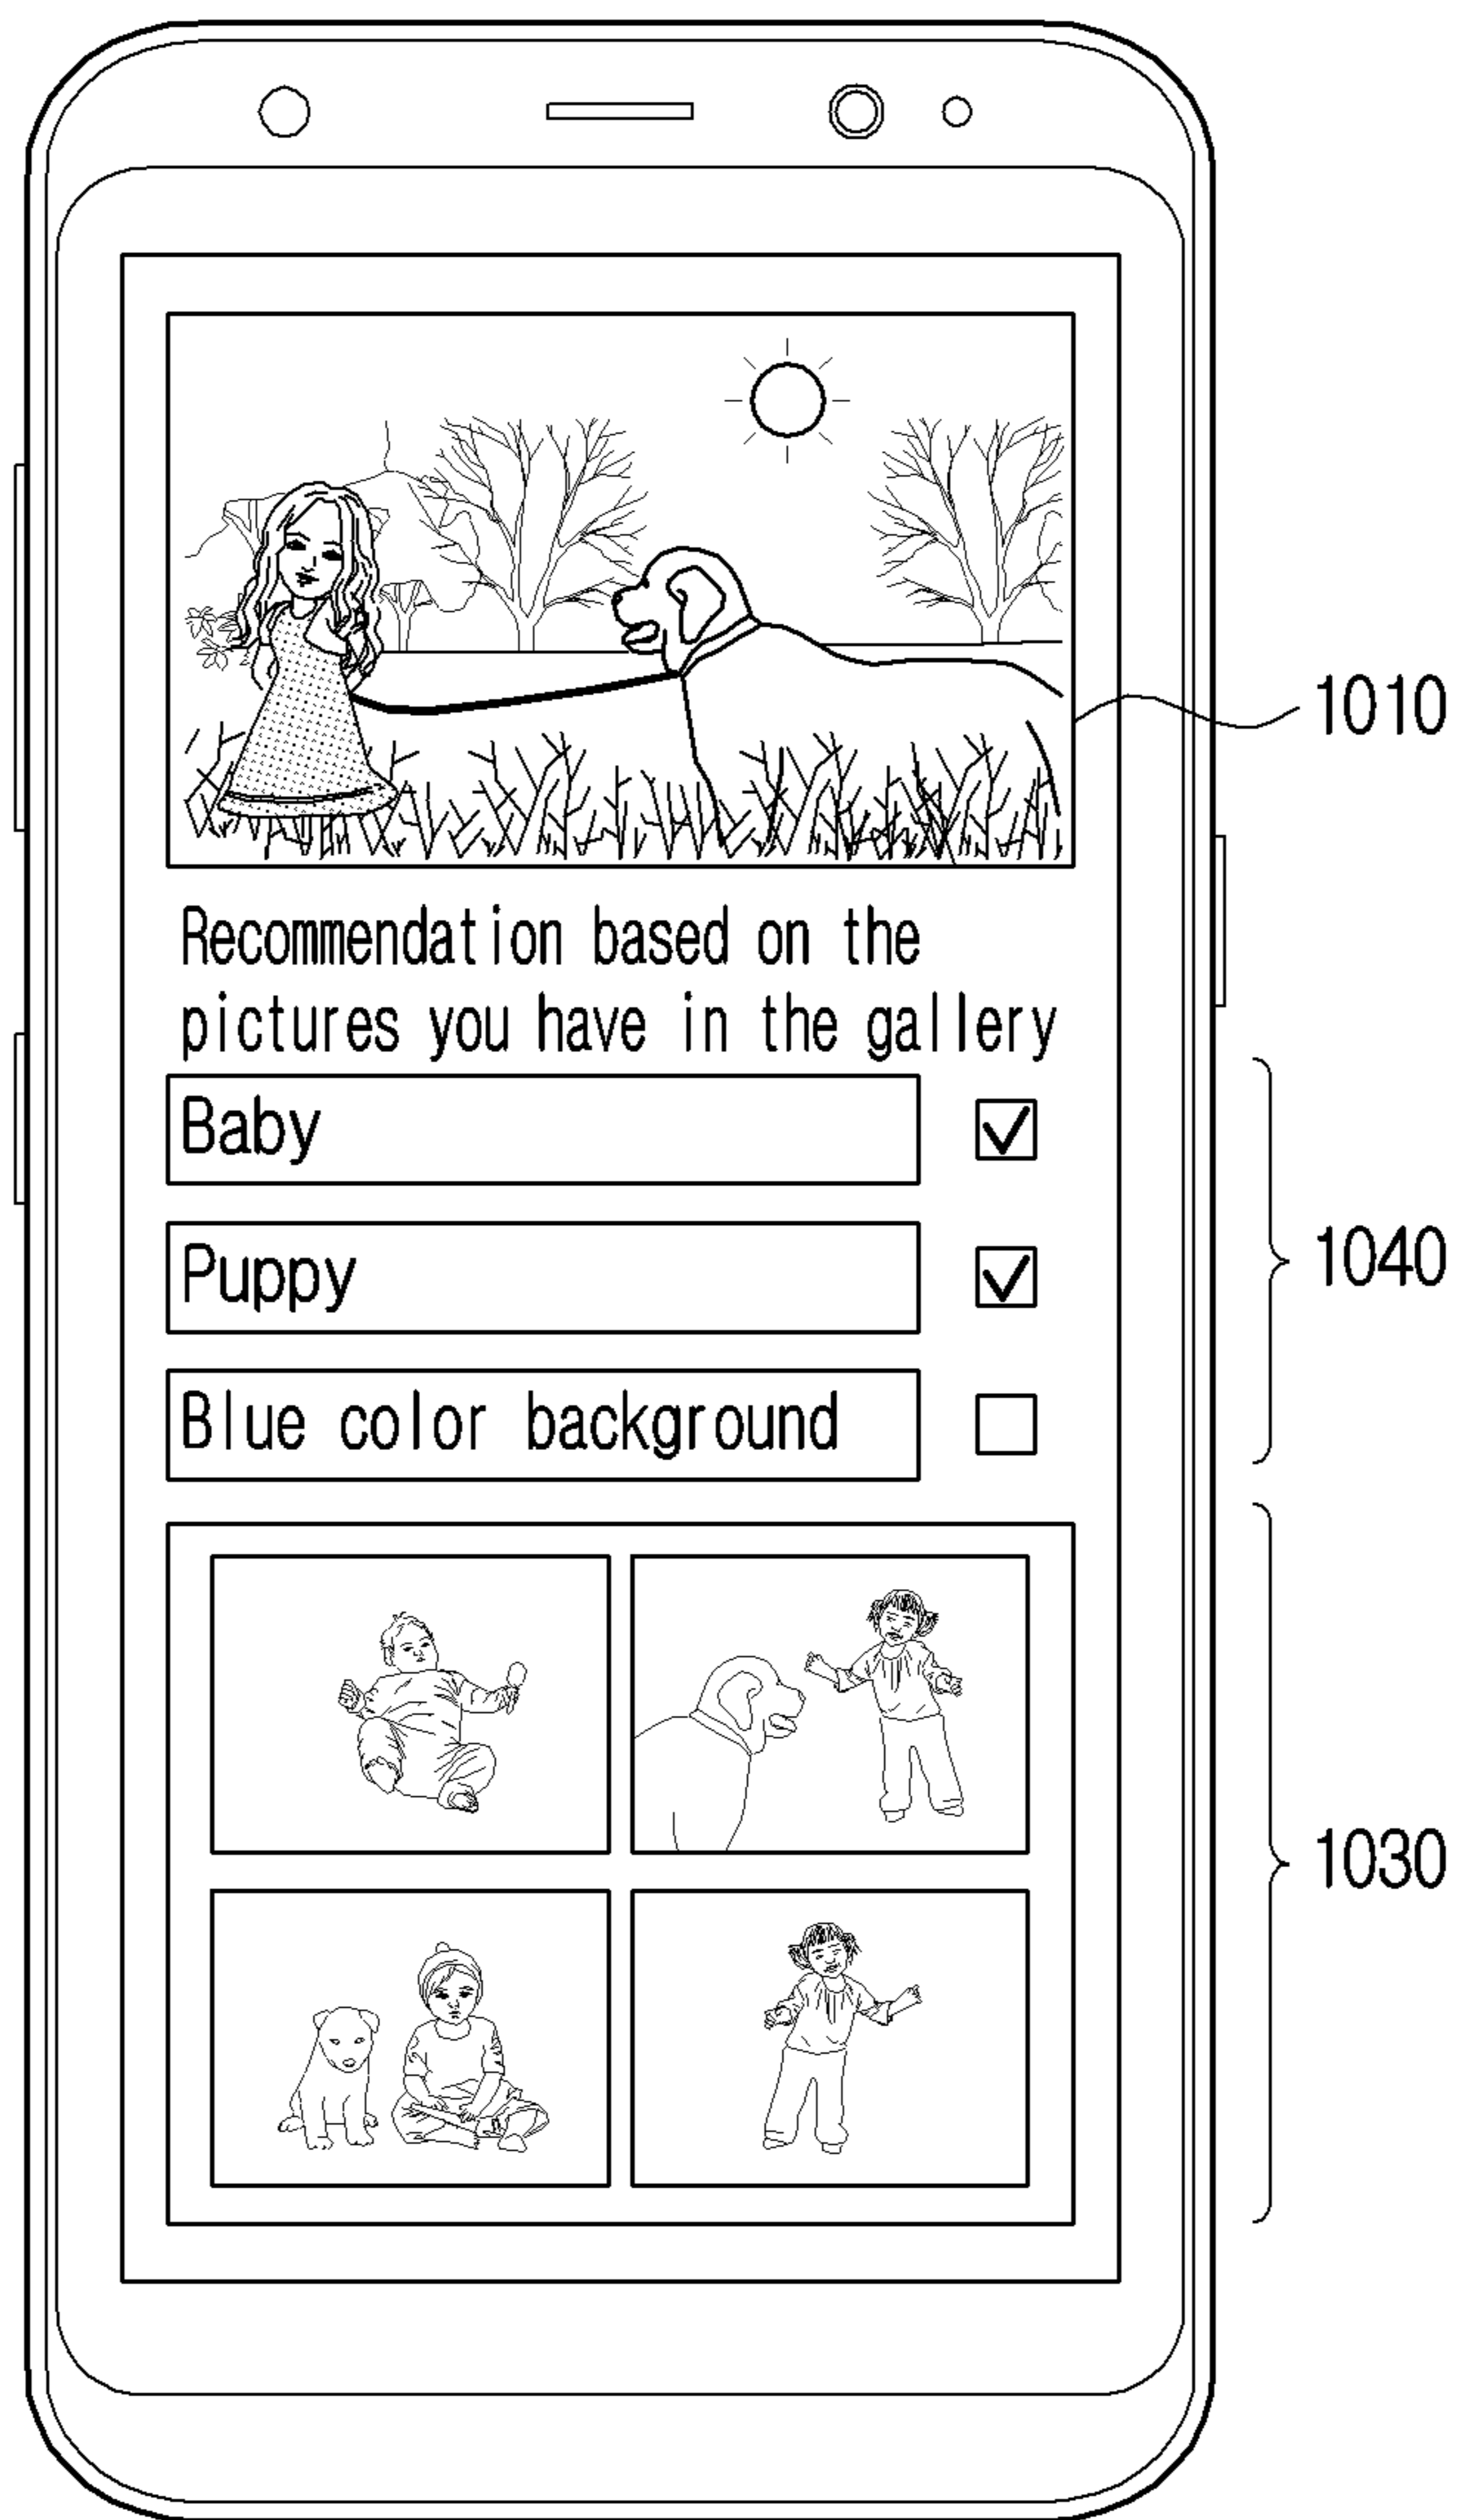 1010
Recommendation based on the
pictures you have in the gallery
Baby
Puppy
1040
Blue color background
1030